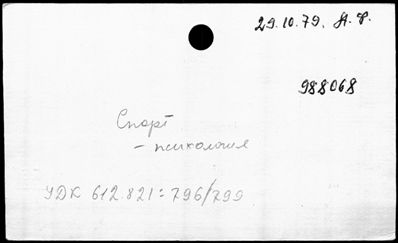 29.10.79.
988068
Спорт
- психология
УДК 612.821:796/799